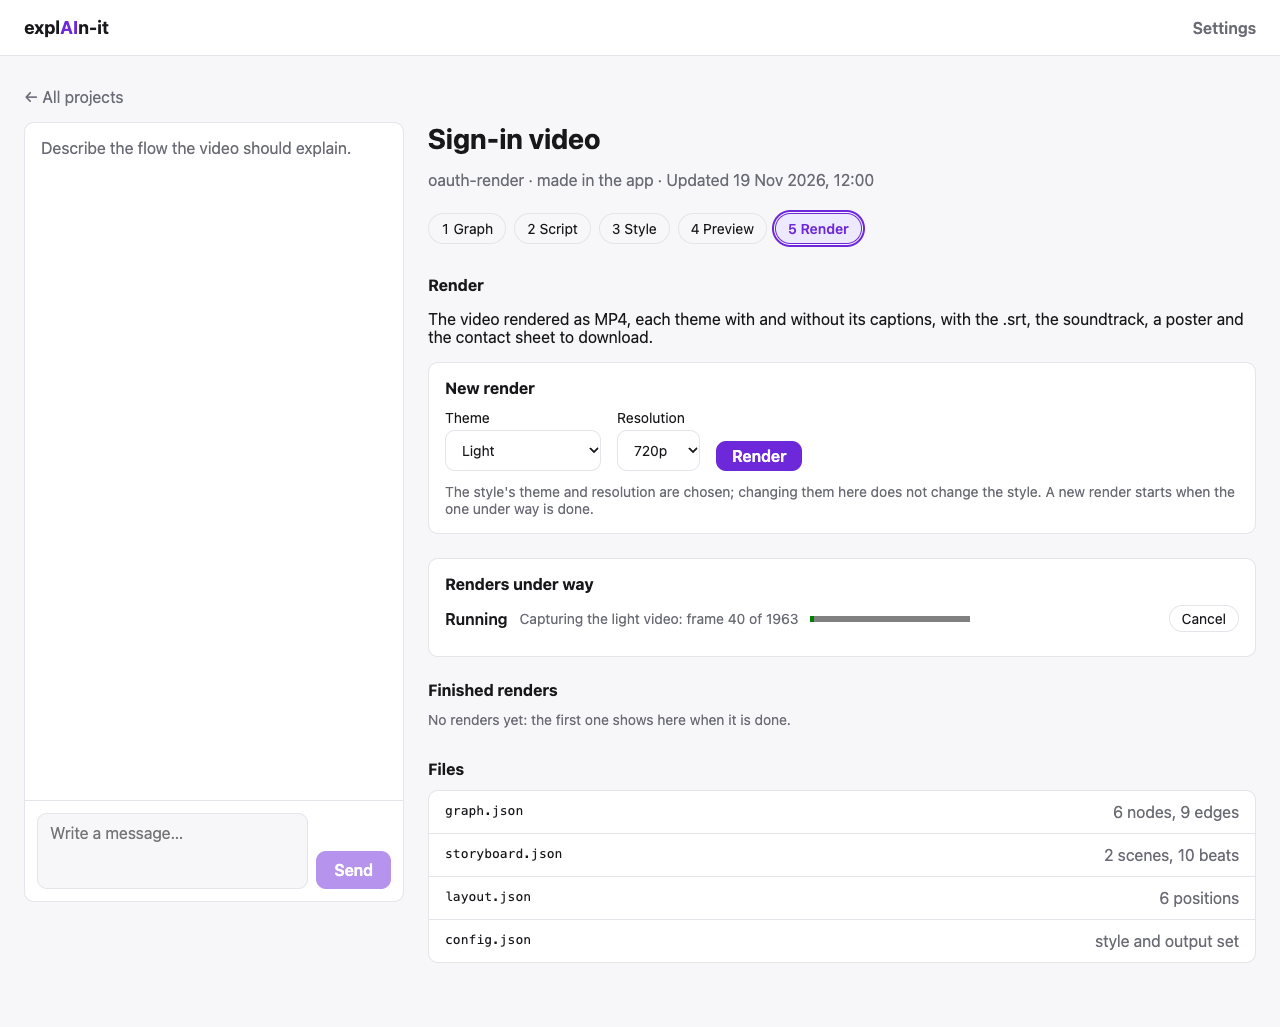 explAIn-it
Settings
← All projects
Describe the flow the video should explain.
Write a message...
Send
Sign-in video
oauth-render · made in the app · Updated 19 Nov 2026, 12:00
1 Graph
2 Script
3 Style
4 Preview
5 Render
Render
The video rendered as MP4, each theme with and without its captions, with the .srt, the soundtrack, a poster and
the contact sheet to download.
New render
Theme
Resolution
Light
720p
Render
The style's theme and resolution are chosen; changing them here does not change the style. A new render starts when the
one under way is done.
Renders under way
Running Capturing the light video: frame 40 of 1963
Cancel
Finished renders
No renders yet: the first one shows here when it is done.
Files
graph.json 6 nodes, 9 edges
storyboard.json 2 scenes, 10 beats
layout.json 6 positions
config.json style and output set